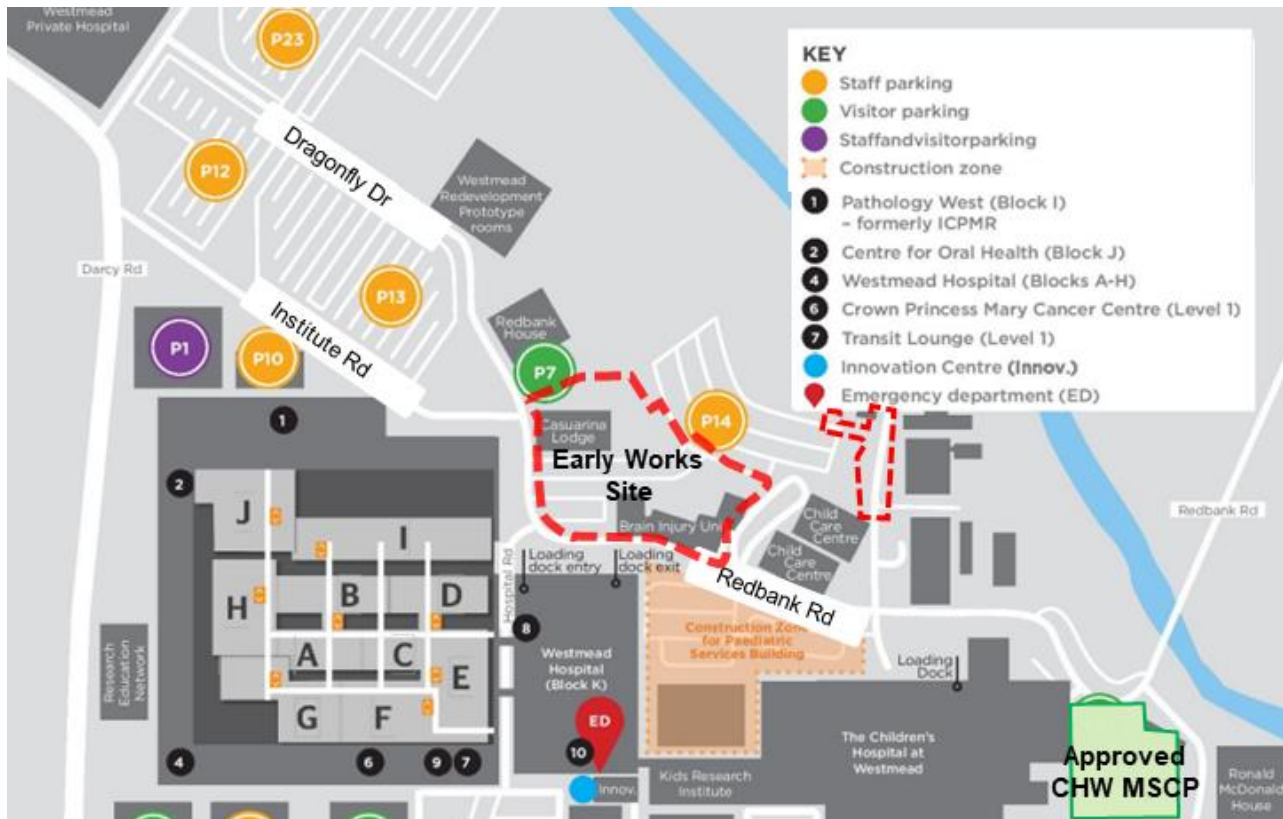 Westmead
Private Hospital
P23
Dragonfly Dr
P12
Westmead
Redevelopment
Prototype
rooms
Darcy Rd
P13
Institute Rd
P1
P10
Redbank
House
P7
P14
Casuarina
Lodge
Early Works
Site
Brain Injury Unit
Child
Care
Centre
Child
Care
Centre
Redbank Rd
Redbank Rd
KEY
Staff parking
Visitor parking
Staffandvisitorparking
Construction zone
1 Pathology West (Block I)
– formerly ICPMR
2 Centre for Oral Health (Block J)
4 Westmead Hospital (Blocks A-H)
6 Crown Princess Mary Cancer Centre (Level 1)
7 Transit Lounge (Level 1)
Innovation Centre (Innov.)
Emergency department (ED)
1
2
J
I
H
B
D
A
C
E
G
F
4
6
9
7
Research
Education
Network
Hospital Rd
Loading
dock entry
Loading
dock exit
8
Westmead
Hospital
(Block K)
ED
10
Innov.
Construction Zone
for Paediatric
Services Building
Kids Research
Institute
Loading
Dock
The Children's
Hospital at
Westmead
Approved
CHW MSCP
Ronald
McDonald
House